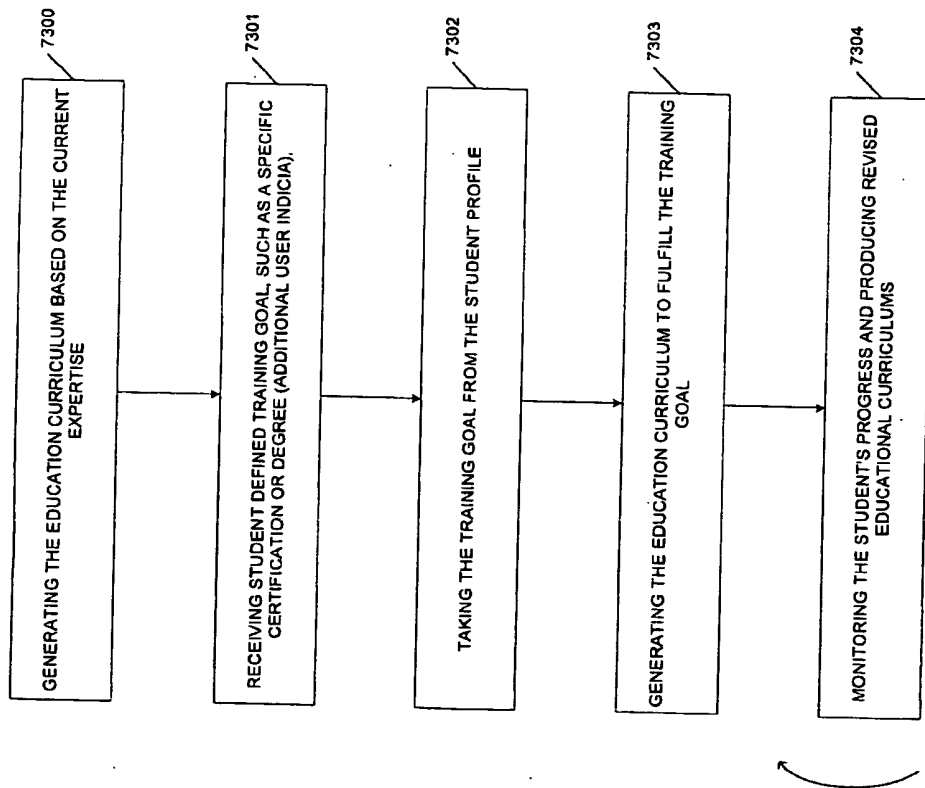 7300
GENERATING THE EDUCATION CURRICULUM BASED ON THE CURRENT
EXPERTISE
7301
RECEIVING STUDENT DEFINED TRAINING GOAL, SUCH AS A SPECIFIC
CERTIFICATION OR DEGREE (ADDITIONAL USER INDICIA),
7302
TAKING THE TRAINING GOAL FROM THE STUDENT PROFILE
7303
GENERATING THE EDUCATION CURRICULUM TO FULFILL THE TRAINING
GOAL
7304
MONITORING THE STUDENT'S PROGRESS AND PRODUCING REVISED
EDUCATIONAL CURRICULUMS